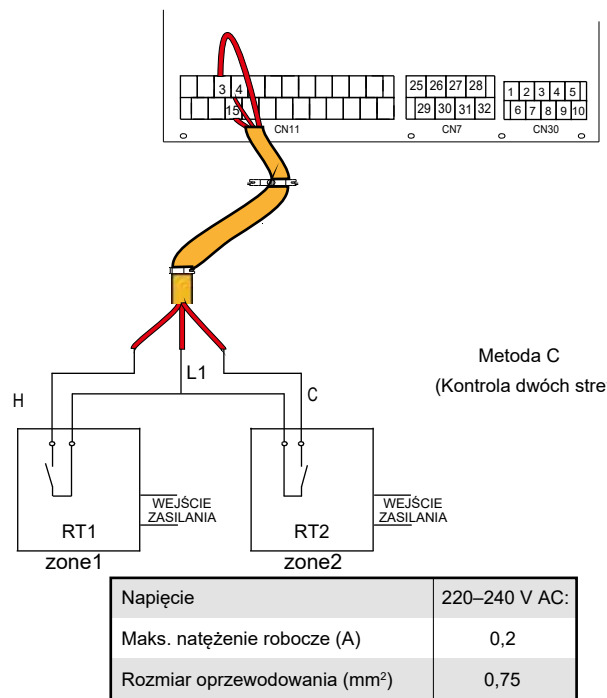 3 4
15
CN11
25 26 27 28
29 30 31 32
CN7
1 2 3 4 5
6 7 8 9 10
CN30
Metoda C
(Kontrola dwóch stre
H
L1
C
RT1
WEJŚCIE
ZASILANIA
zone1
RT2
WEJŚCIE
ZASILANIA
zone2
Napięcie 220–240 V AC:
Maks. natężenie robocze (A) 0,2
Rozmiar oprzewodowania (mm²) 0,75